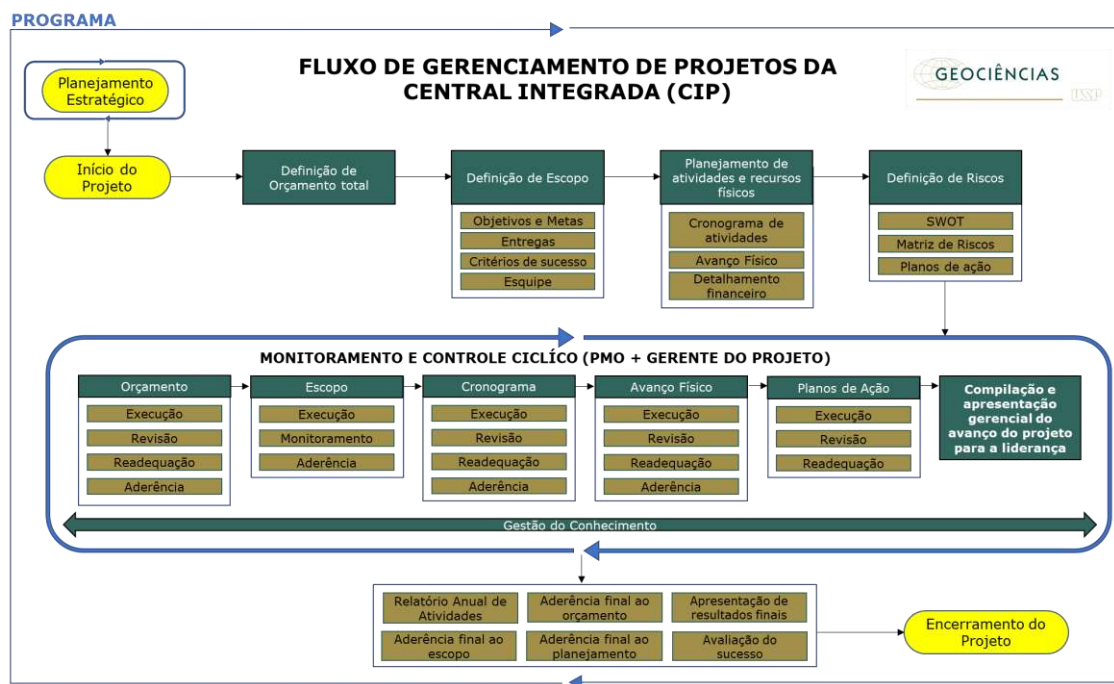 PROGRAMA
FLUXO DE GERENCIAMENTO DE PROJETOS DA
CENTRAL INTEGRADA (CIP)
GEOCIÊNCIAS
Planejamento
Estratégico
Início do
Projeto
Definição de
Orçamento total
Definição de Escopo
Objetivos e Metas
Entregas
Critérios de sucesso
Esquipe
Planejamento de
atividades e recursos
físicos
Cronograma de
atividades
Avanço Físico
Detalhamento
financeiro
Definição de Riscos
SWOT
Matriz de Riscos
Planos de ação
MONITORAMENTO E CONTROLE CICLÍCO (PMO + GERENTE DO PROJETO)
Orçamento
Execução
Revisão
Readequação
Aderência
Escopo
Execução
Monitoramento
Aderência
Cronograma
Execução
Revisão
Readequação
Aderência
Avanço Físico
Execução
Revisão
Readequação
Aderência
Planos de Ação
Execução
Revisão
Readequação
Compilação e
apresentação
gerencial do
avanço do projeto
para a liderança
Gestão do Conhecimento
Relatório Anual de
Atividades
Aderência final ao
orçamento
Apresentação de
resultados finais
Aderência final ao
escopo
Aderência final ao
planejamento
Avaliação do
sucesso
Encerramento do
Projeto